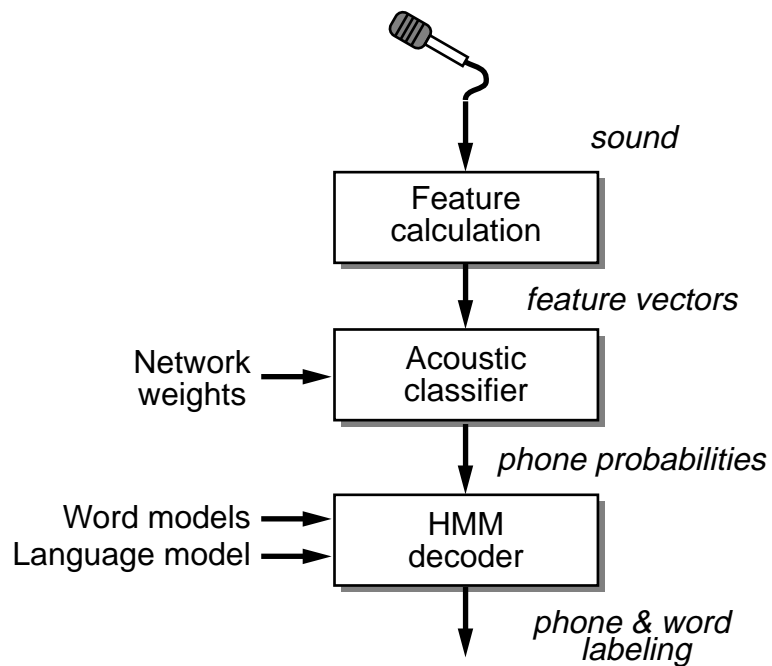 sound
Feature
calculation
feature vectors
Network
weights
Acoustic
classifier
phone probabilities
Word models
Language model
HMM
decoder
phone & word
labeling